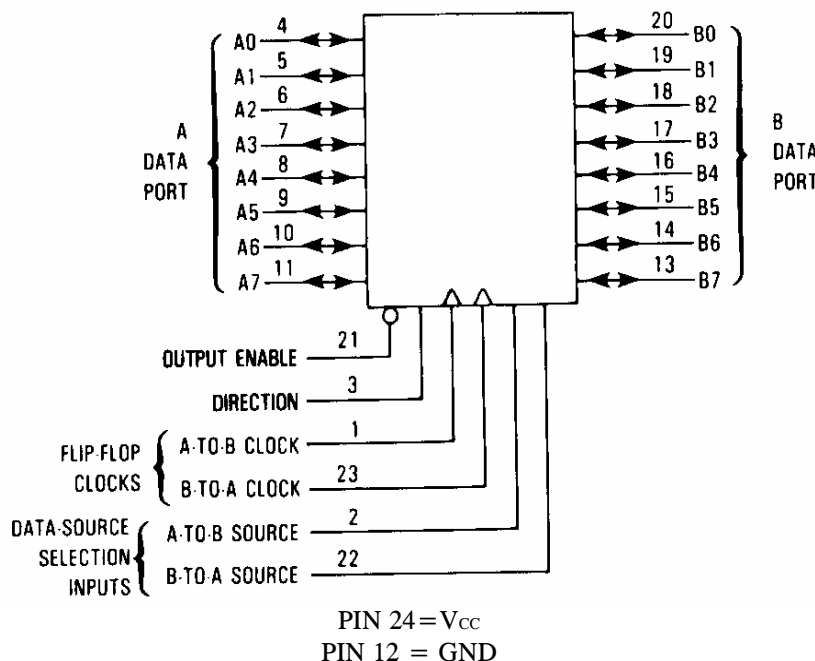 A0 4 20 B0
A1 5 19 B1
A2 6 18 B2
A3 7 17 B3
A4 8 16 B4
A5 9 15 B5
A6 10 14 B6
A7 11 13 B7
A
DATA
PORT
B
DATA
PORT
OUTPUT ENABLE 21
DIRECTION 3
FLIP-FLOP
CLOCKS
A-TO-B CLOCK 1
B-TO-A CLOCK 23
DATA-SOURCE
SELECTION
INPUTS
A-TO-B SOURCE 2
B-TO-A SOURCE 22
PIN 24=VCC
PIN 12 = GND